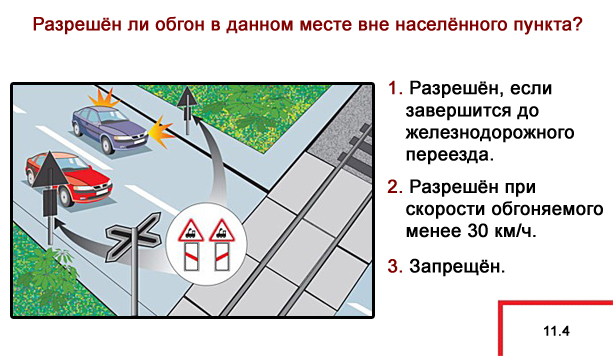 Разрешён ли обгон в данном месте вне населённого пункта?
1. Разрешён, если
завершится до
железнодорожного
переезда.
2. Разрешён при
скорости обгоняемого
менее 30 км/ч.
3. Запрещён.
11.4